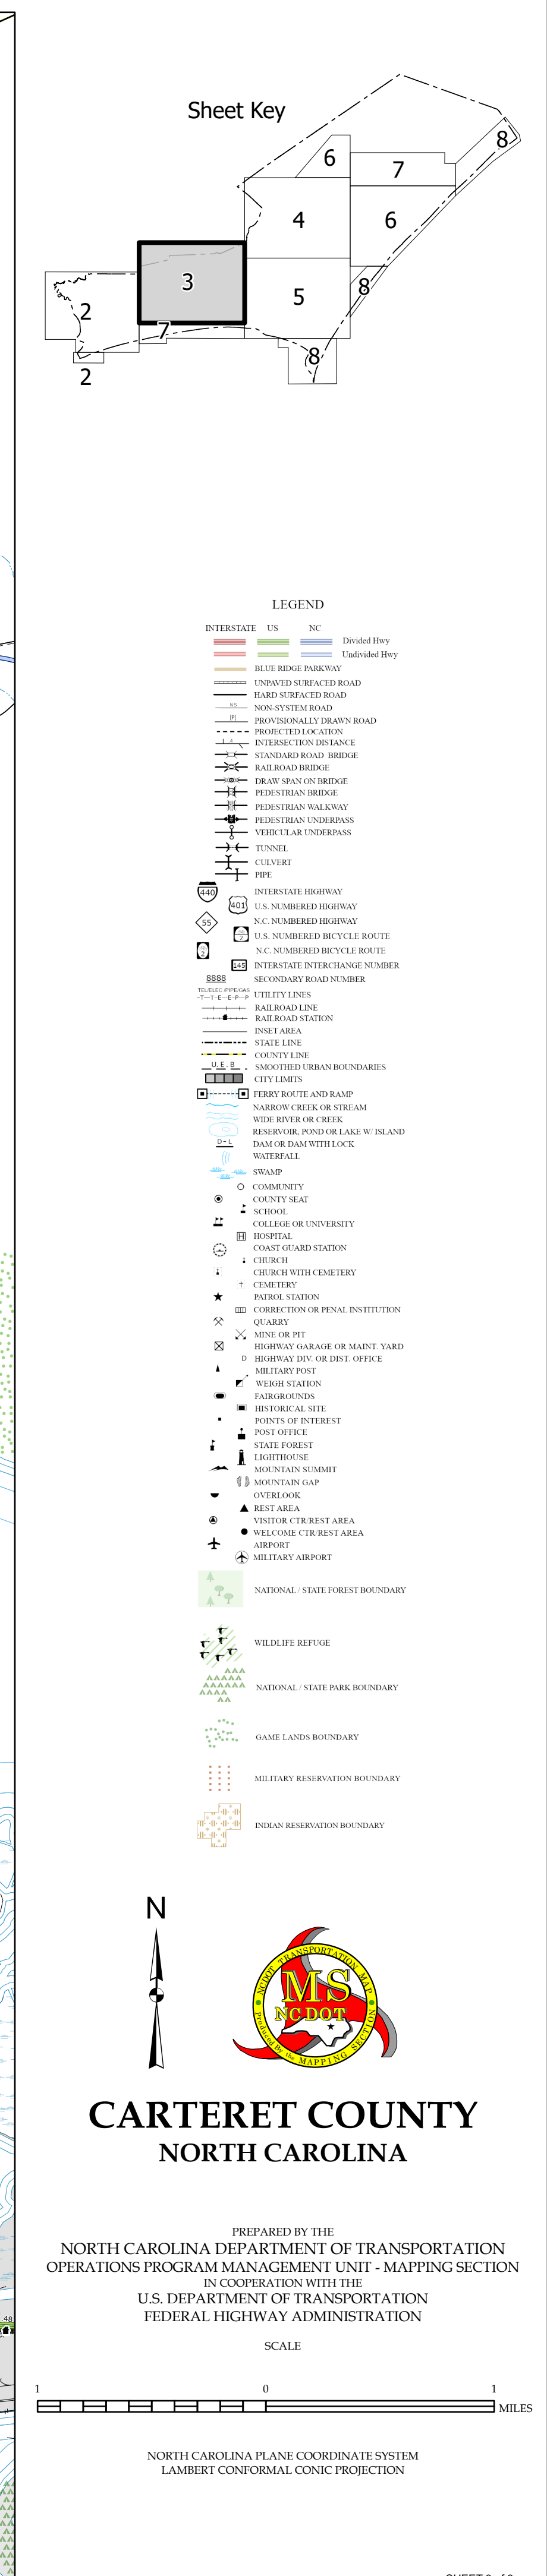 Sheet Key
8
6
7
4
6
3
8
5
2
7
8
2
LEGEND
INTERSTATE US NC
Divided Hwy
Undivided Hwy
BLUE RIDGE PARKWAY
UNPAVED SURFACED ROAD
HARD SURFACED ROAD
NS NON-SYSTEM ROAD
[P] PROVISIONALLY DRAWN ROAD
PROJECTED LOCATION
INTERSECTION DISTANCE
STANDARD ROAD BRIDGE
RAILROAD BRIDGE
DRAW SPAN ON BRIDGE
PEDESTRIAN BRIDGE
PEDESTRIAN WALKWAY
PEDESTRIAN UNDERPASS
VEHICULAR UNDERPASS
TUNNEL
CULVERT
PIPE
440 INTERSTATE HIGHWAY
401 U.S. NUMBERED HIGHWAY
55 N.C. NUMBERED HIGHWAY
2 U.S. NUMBERED BICYCLE ROUTE
2 N.C. NUMBERED BICYCLE ROUTE
145 INTERSTATE INTERCHANGE NUMBER
8888 SECONDARY ROAD NUMBER
TEL/ELEC /PIPE/GAS
-T-T-E-E-P-P UTILITY LINES
RAILROAD LINE
RAILROAD STATION
INSET AREA
STATE LINE
COUNTY LINE
U.E.B SMOOTHED URBAN BOUNDARIES
CITY LIMITS
FERRY ROUTE AND RAMP
NARROW CREEK OR STREAM
WIDE RIVER OR CREEK
RESERVOIR, POND OR LAKE W/ ISLAND
D-L DAM OR DAM WITH LOCK
WATERFALL
SWAMP
COMMUNITY
COUNTY SEAT
SCHOOL
COLLEGE OR UNIVERSITY
H HOSPITAL
COAST GUARD STATION
CHURCH
CHURCH WITH CEMETERY
CEMETERY
PATROL STATION
CORRECTION OR PENAL INSTITUTION
QUARRY
MINE OR PIT
HIGHWAY GARAGE OR MAINT. YARD
D HIGHWAY DIV. OR DIST. OFFICE
MILITARY POST
WEIGH STATION
FAIRGROUNDS
HISTORICAL SITE
POINTS OF INTEREST
POST OFFICE
STATE FOREST
LIGHTHOUSE
MOUNTAIN SUMMIT
MOUNTAIN GAP
OVERLOOK
REST AREA
VISITOR CTR/REST AREA
WELCOME CTR/REST AREA
AIRPORT
MILITARY AIRPORT
NATIONAL / STATE FOREST BOUNDARY
WILDLIFE REFUGE
NATIONAL / STATE PARK BOUNDARY
GAME LANDS BOUNDARY
MILITARY RESERVATION BOUNDARY
INDIAN RESERVATION BOUNDARY
N
NCDOT TRANSPORTATION MAP
MS
NC DOT
Produced By the MAPPING SECTION
CARTERET COUNTY
NORTH CAROLINA
PREPARED BY THE
NORTH CAROLINA DEPARTMENT OF TRANSPORTATION
OPERATIONS PROGRAM MANAGEMENT UNIT - MAPPING SECTION
IN COOPERATION WITH THE
U.S. DEPARTMENT OF TRANSPORTATION
FEDERAL HIGHWAY ADMINISTRATION
.48
SCALE
1 0 1
MILES
NORTH CAROLINA PLANE COORDINATE SYSTEM
LAMBERT CONFORMAL CONIC PROJECTION